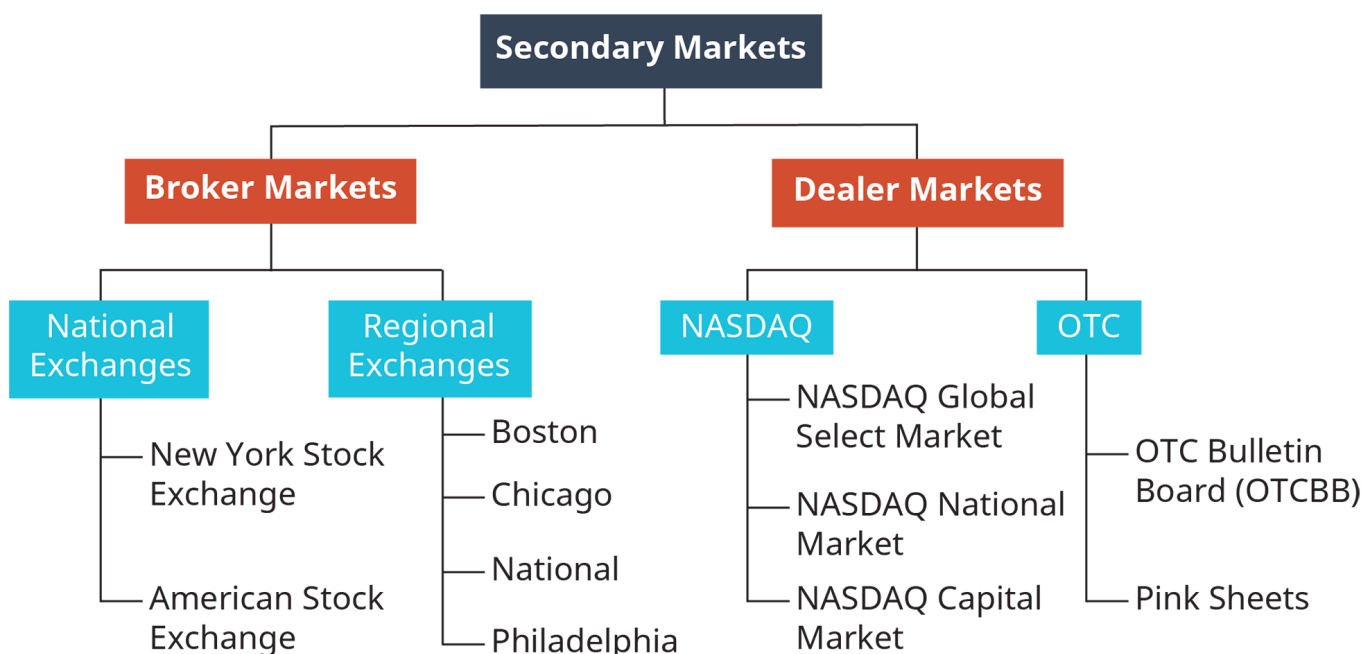 Secondary Markets
Broker Markets
Dealer Markets
National
Exchanges
Regional
Exchanges
NASDAQ
OTC
New York Stock
Exchange
American Stock
Exchange
Boston
Chicago
National
Philadelphia
NASDAQ Global
Select Market
NASDAQ National
Market
NASDAQ Capital
Market
OTC Bulletin
Board (OTCBB)
Pink Sheets